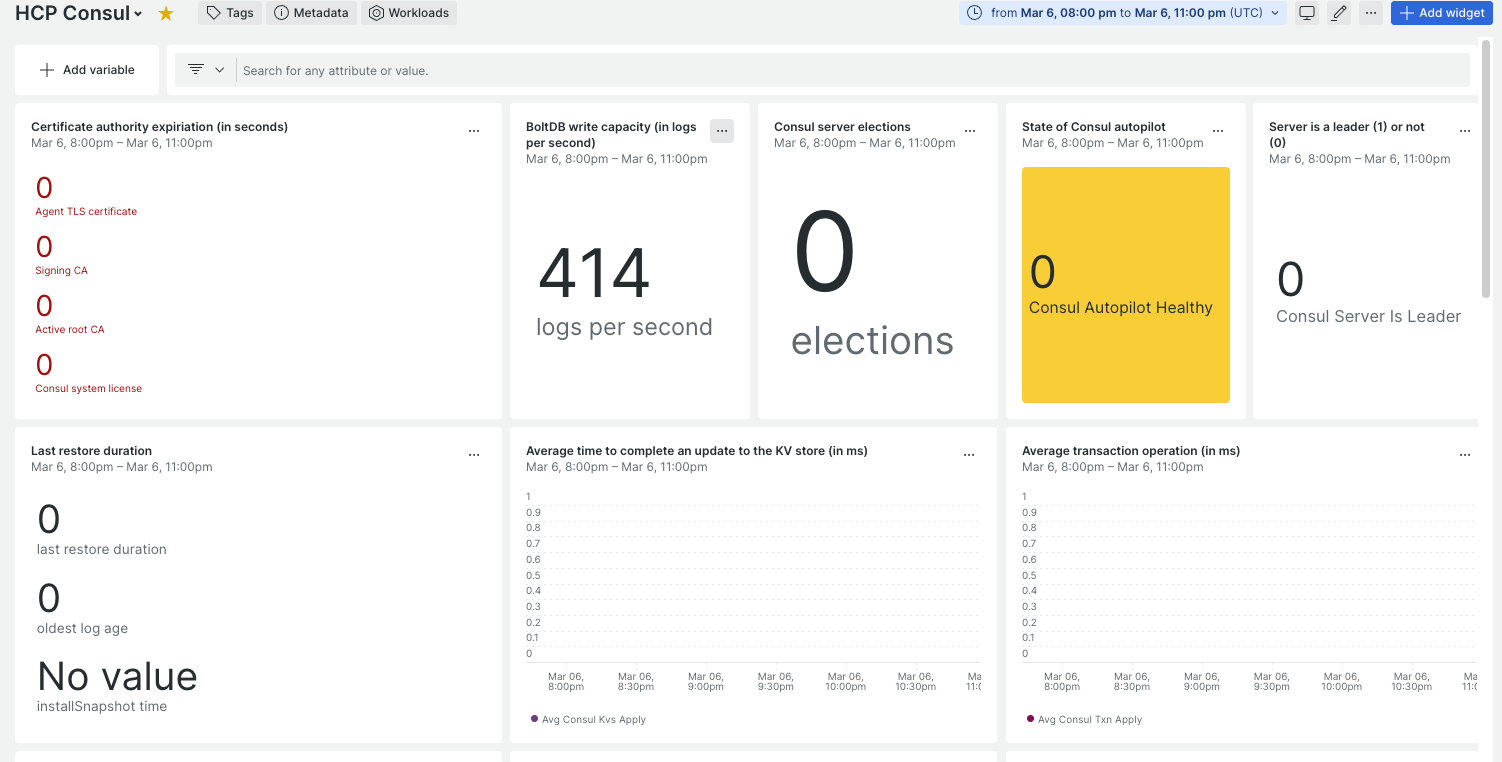 HCP Consul
Tags
Metadata
Workloads
from Mar 6, 08:00 pm to Mar 6, 11:00 pm (UTC)
...
Add widget
Add variable
Search for any attribute or value.
Certificate authority expiriation (in seconds)
...
Mar 6, 8:00pm – Mar 6, 11:00pm
0
Agent TLS certificate
0
Signing CA
0
Active root CA
0
Consul system license
BoltDB write capacity (in logs
per second)
...
Mar 6, 8:00pm – Mar 6, 11:00pm
414
logs per second
Consul server elections
...
Mar 6, 8:00pm – Mar 6, 11:00pm
0
elections
State of Consul autopilot
...
Mar 6, 8:00pm – Mar 6, 11:00pm
0
Consul Autopilot Healthy
Server is a leader (1) or not
(0)
...
Mar 6, 8:00pm – Mar 6, 11:00pm
0
Consul Server Is Leader
Last restore duration
...
Mar 6, 8:00pm – Mar 6, 11:00pm
0
last restore duration
0
oldest log age
No value
installSnapshot time
Average time to complete an update to the KV store (in ms)
...
Mar 6, 8:00pm – Mar 6, 11:00pm
1
0.9
0.8
0.7
0.6
0.5
0.4
0.3
0.2
0.1
0
Mar 06,
8:00pm
Mar 06,
8:30pm
Mar 06,
9:00pm
Mar 06,
9:30pm
Mar 06,
10:00pm
Mar 06,
10:30pm
Avg Consul Kvs Apply
Average transaction operation (in ms)
...
Mar 6, 8:00pm – Mar 6, 11:00pm
1
0.9
0.8
0.7
0.6
0.5
0.4
0.3
0.2
0.1
0
Mar 06,
8:00pm
Mar 06,
8:30pm
Mar 06,
9:00pm
Mar 06,
9:30pm
Mar 06,
10:00pm
Mar 06,
10:30pm
Avg Consul Txn Apply